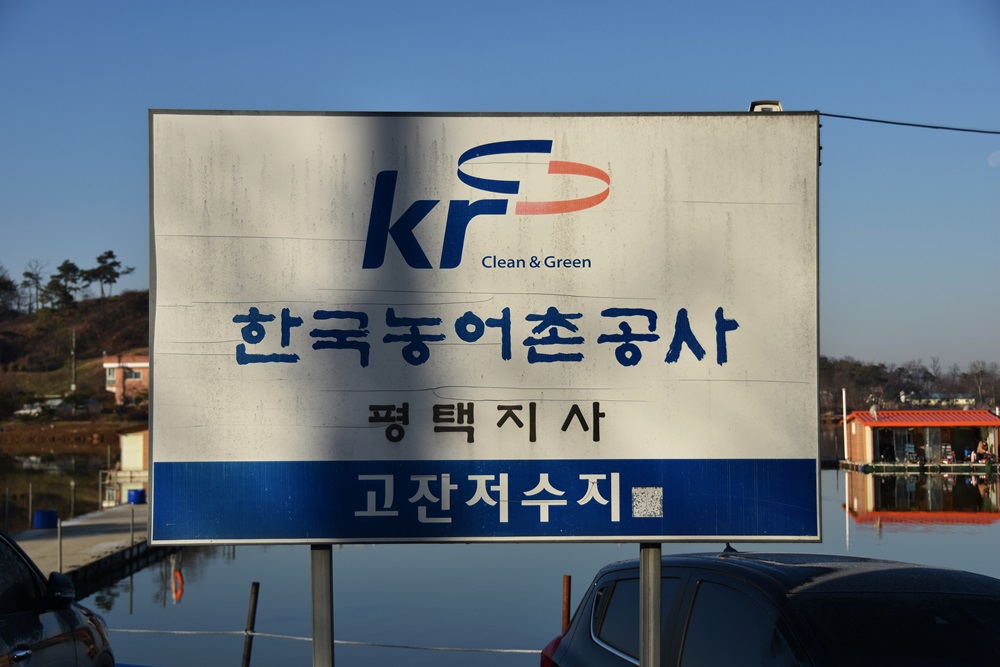 kr
Clean & Green
한국농어촌공사
평택지사
고잔저수지